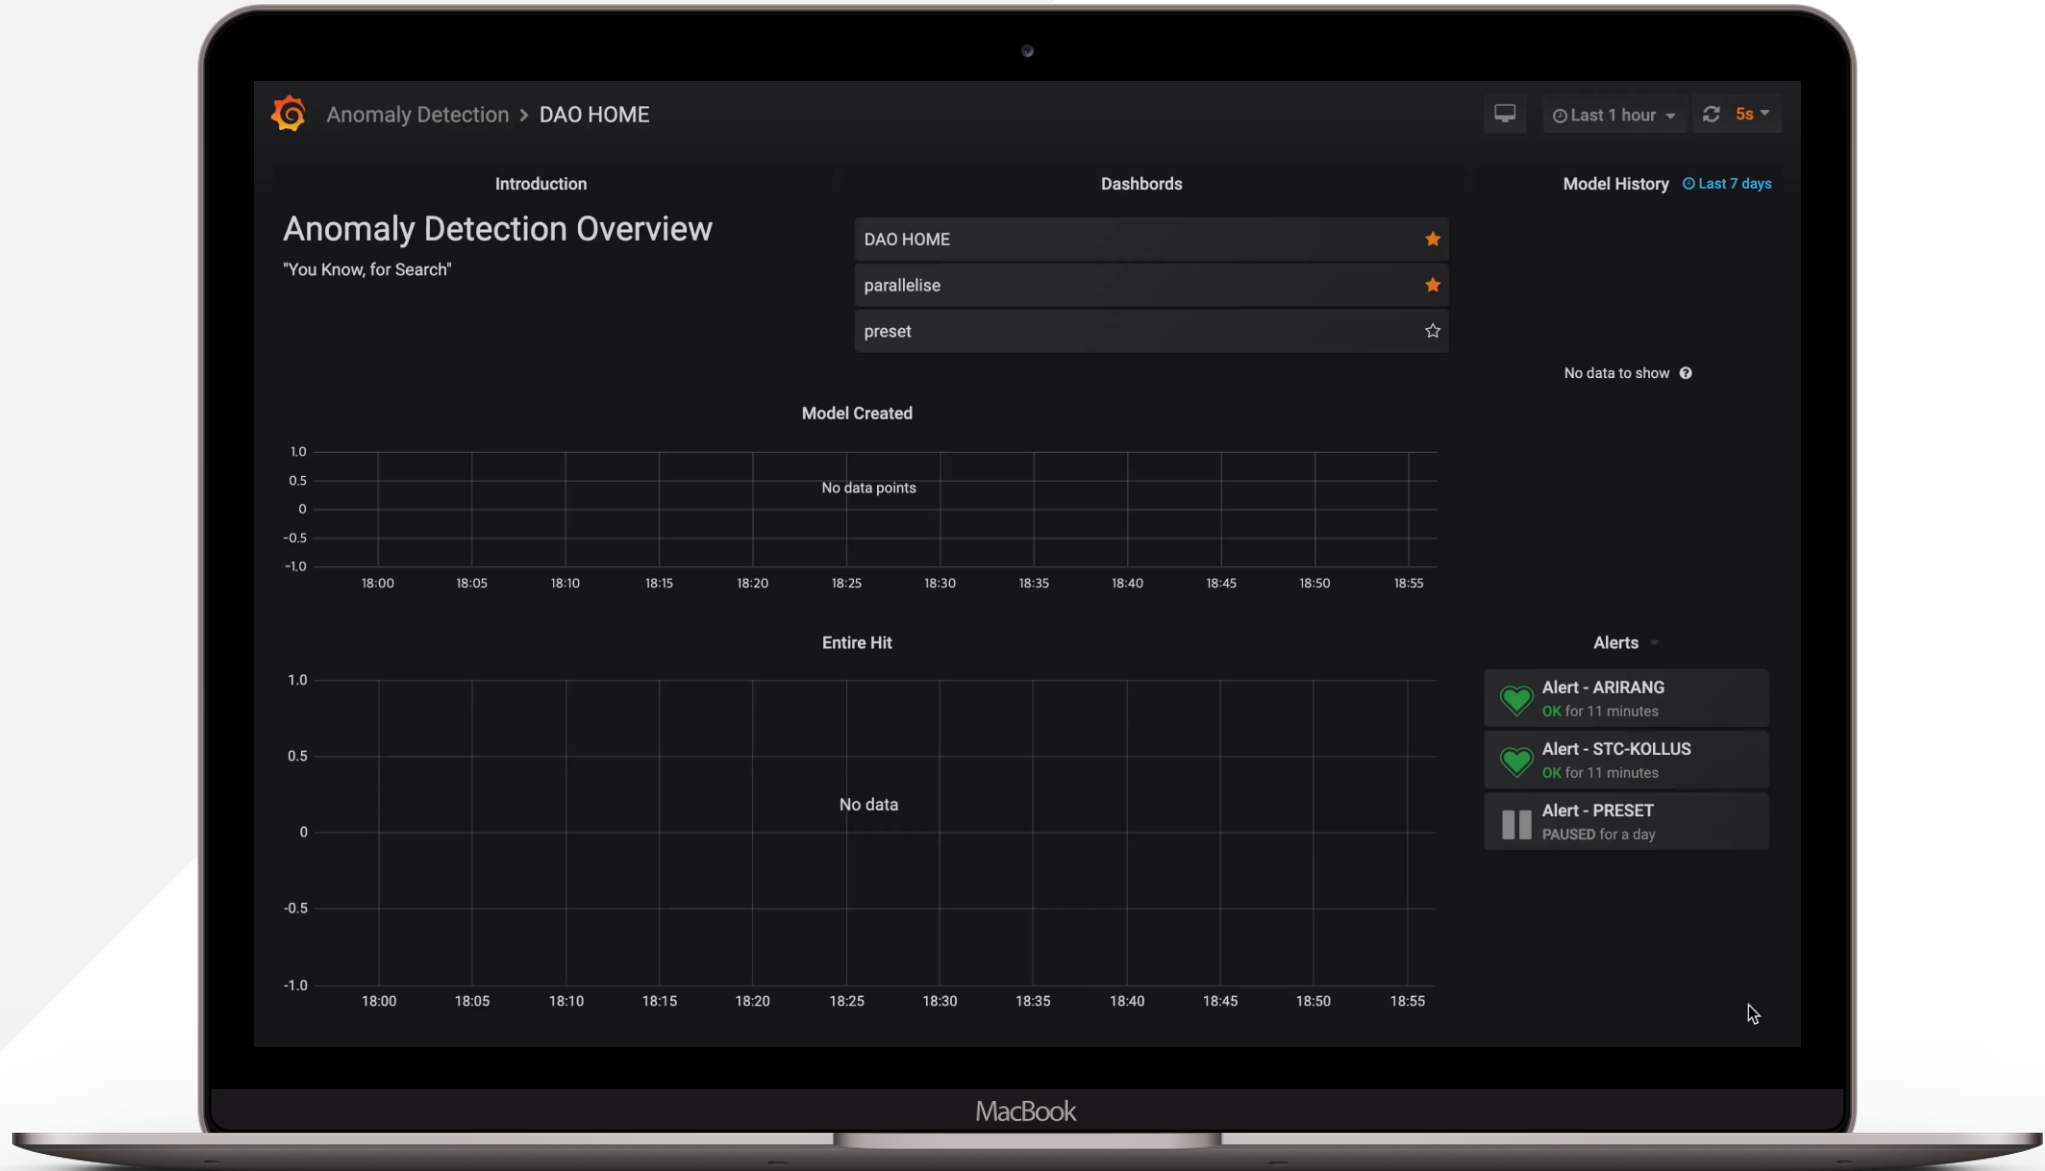 Anomaly Detection > DAO HOME
Last 1 hour
5s
Introduction
Anomaly Detection Overview
"You Know, for Search"
Dashbords
DAO HOME
parallelise
preset
Model History
Last 7 days
No data to show
Model Created
1.0
0.5
0
-0.5
-1.0
No data points
18:00 18:05 18:10 18:15 18:20 18:25 18:30 18:35 18:40 18:45 18:50 18:55
Entire Hit
1.0
0.5
0
-0.5
-1.0
No data
18:00 18:05 18:10 18:15 18:20 18:25 18:30 18:35 18:40 18:45 18:50 18:55
Alerts
Alert - ARIRANG
OK for 11 minutes
Alert - STC-KOLLUS
OK for 11 minutes
Alert - PRESET
PAUSED for a day
MacBook